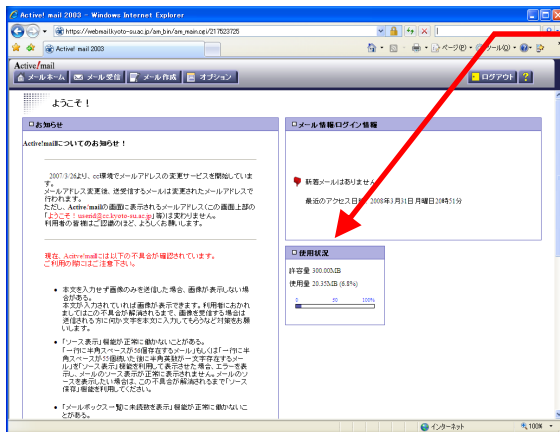 Active! mail 2003 - Windows Internet Explorer
https://webmail.kyoto-su.ac.jp/am_bin/am_main.cgi/217523725
Active! mail 2003
ページ(P)
ツール(O)
Active!mail
メールホーム
メール受信
メール作成
オプション
ログアウト
?
ようこそ！
お知らせ
Active!mailについてのお知らせ！
2007/3/26より、cc環境でメールアドレスの変更サービスを開始していま
す。
メールアドレス変更後、送受信するメールは変更されたメールアドレスで
行われます。
ただし、Active!mailの画面に表示されるメールアドレス(この画面上部の
「ようこそ！userid@cc.kyoto-su.ac.jp」等)は変わりません。
利用者の皆様はご認識のほど、よろしくお願いします。
現在、Acitve!mailには以下の不具合が確認されています。
ご利用の際にはご注意下さい。
本文を入力せず画像のみを送信した場合、画像が表示しない場
合がある。
本文が入力されていれば画像が表示できます。利用者におかれ
ましてはこの不具合が解消されるまで、画像を受信する場合は
送信される方に何か文字を本文に入力してもらうなど対策をお願
いします。
「ソース表示」機能が正常に働かないことがある。
「一行に半角スペースが56個存在するメール」もしくは「一行に半
角スペースが55個続いた後に半角英数が一文字存在するメー
ル」を「ソース表示」機能を利用して表示させた場合、エラーを表
示し、メールのソース表示が正常に表示されません。メールのソ
ースを表示したい場合は、この不具合が解消されるまで「ソース
保存」機能を利用してください。
「メールボックス一覧に未読数を表示」機能が正常に働かないこ
とがある。
メール情報/ログイン情報
新着メールはありません
最近のアクセス日時：2008年3月31日月曜日20時51分
使用状況
許容量 300.00MB
使用量 20.35MB (6.8%)
0 50 100%
インターネット
100%